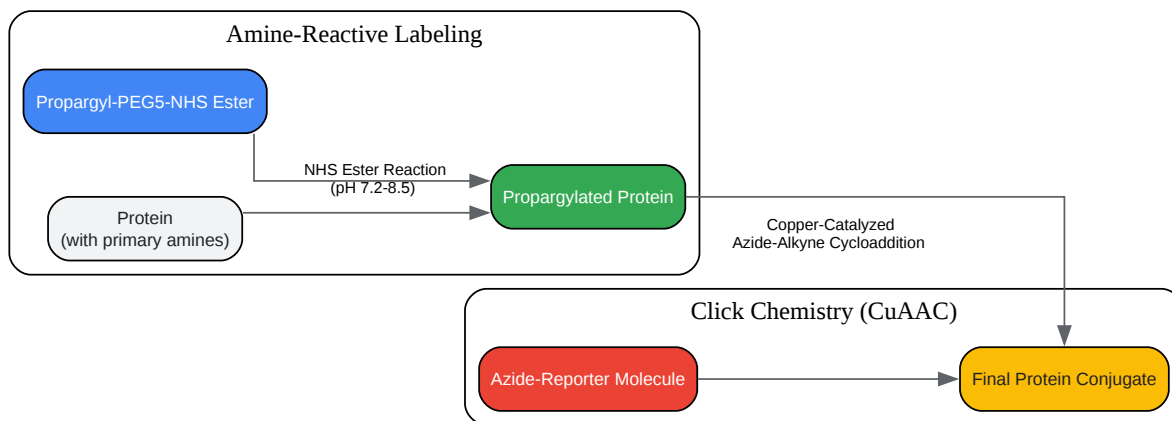 Amine-Reactive Labeling
Propargyl-PEG5-NHS Ester
NHS Ester Reaction
(pH 7.2-8.5)
Propargylated Protein
Protein
(with primary amines)
Copper-Catalyzed
Azide-Alkyne Cycloaddition
Click Chemistry (CuAAC)
Azide-Reporter Molecule
Final Protein Conjugate